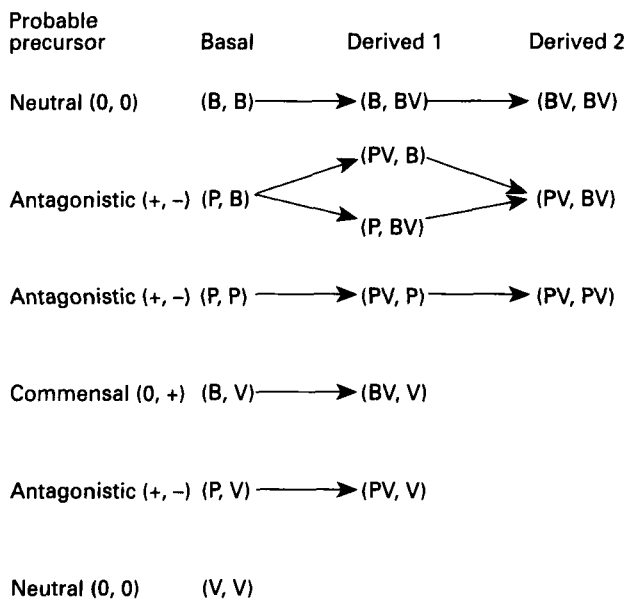 Probable
precursor Basal Derived 1 Derived 2
Neutral (0, 0) (B, B) (B, BV) (BV, BV)
(PV, B)
Antagonistic (+, –) (P, B) (PV, BV)
(P, BV)
Antagonistic (+, –) (P, P) (PV, P) (PV, PV)
Commensal (0, +) (B, V) (BV, V)
Antagonistic (+, –) (P, V) (PV, V)
Neutral (0, 0) (V, V)